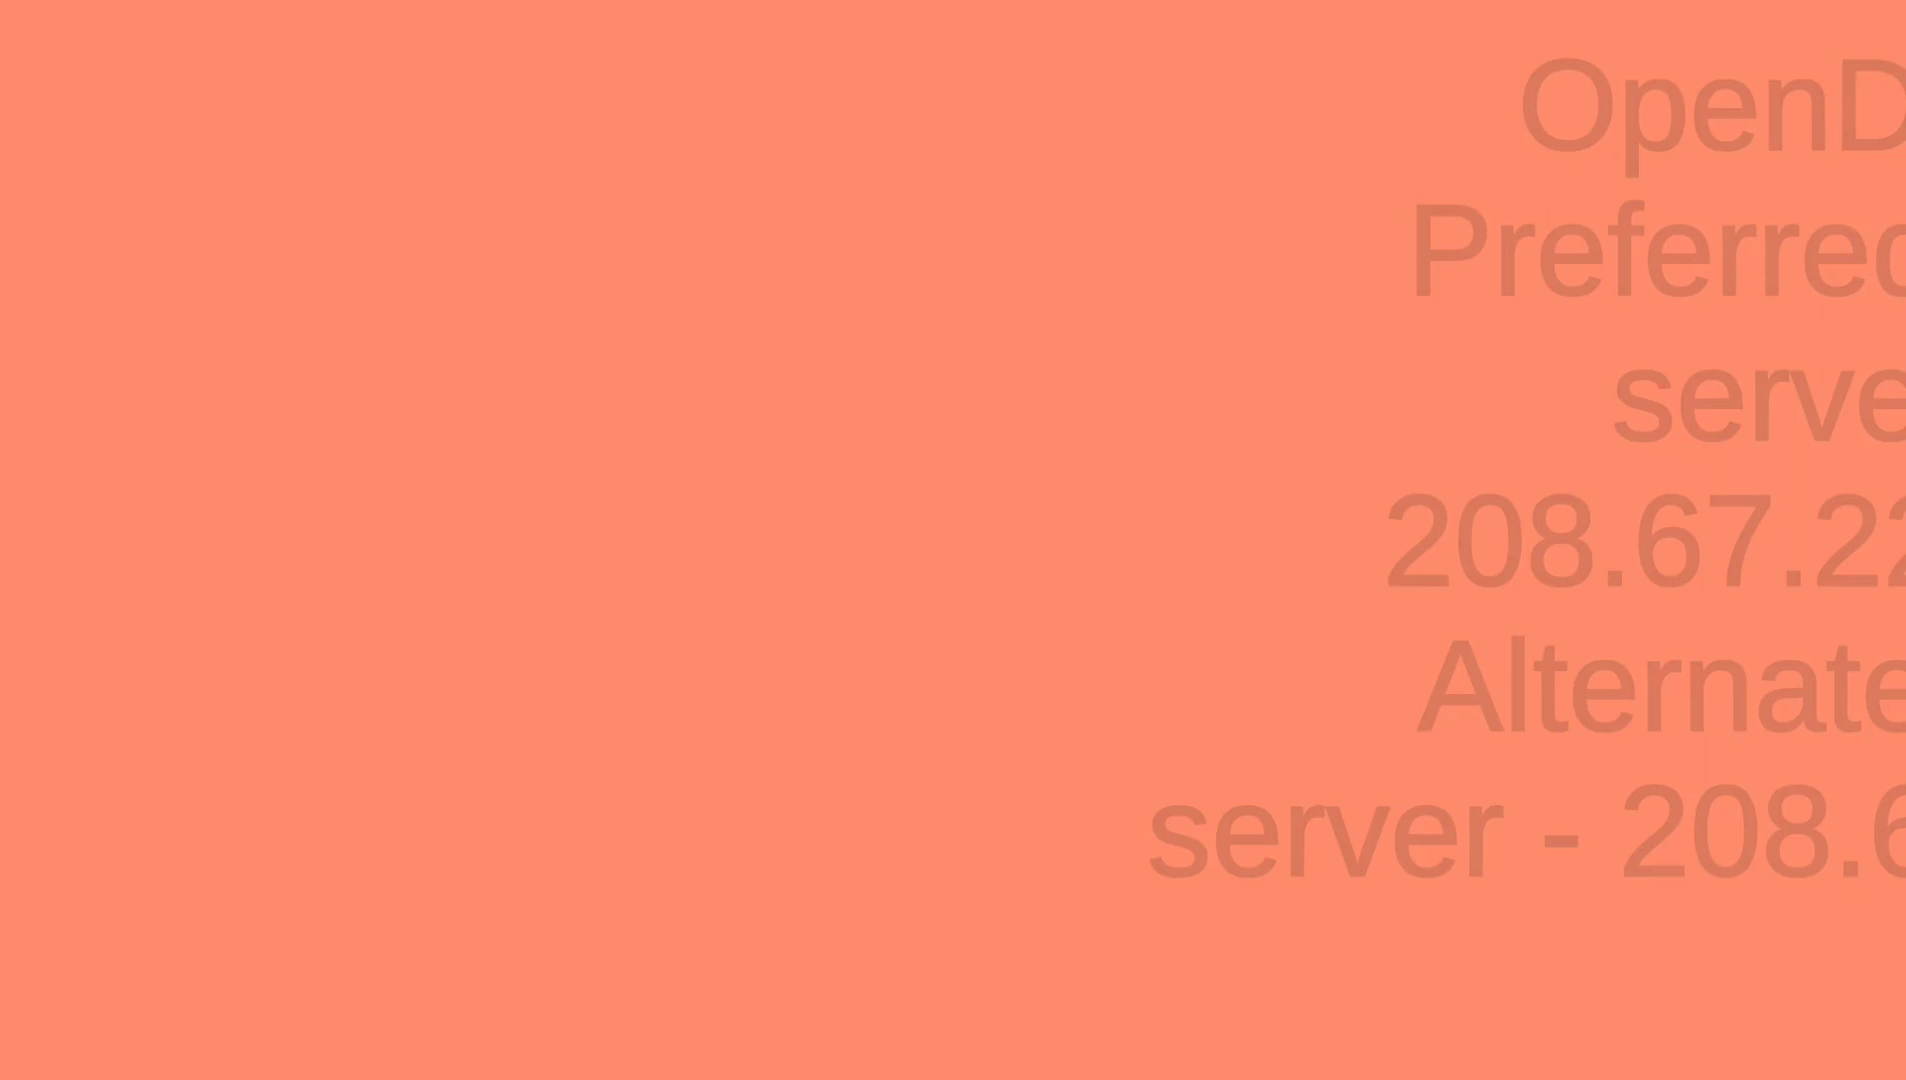 OpenD
Preferred
serve
208.67.22
Alternate
server - 208.6